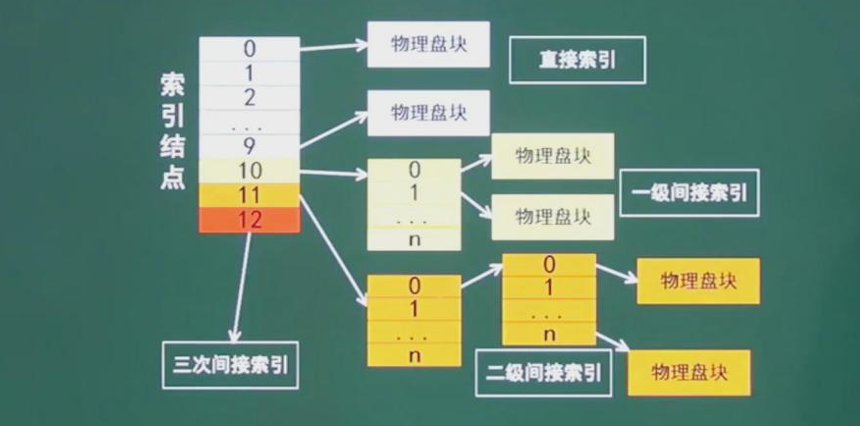 索引结点
0
1
2
...
9
10
11
12
物理盘块
直接索引
物理盘块
0
1
...
n
物理盘块
物理盘块
一级间接索引
0
1
...
n
0
1
...
n
物理盘块
物理盘块
二级间接索引
三次间接索引